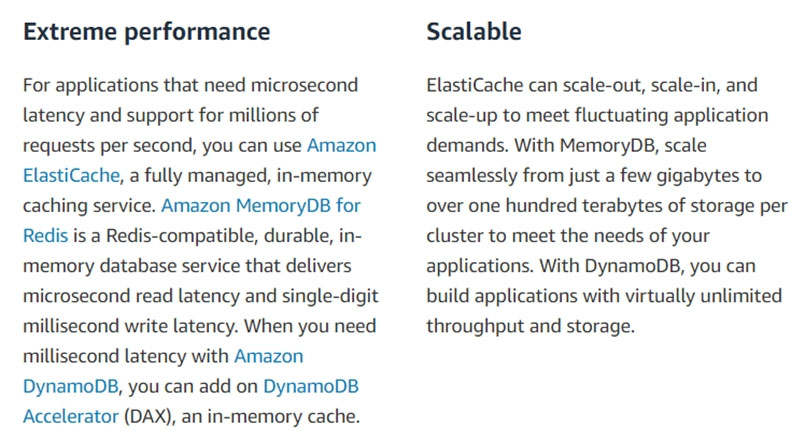 Extreme performance
For applications that need microsecond
latency and support for millions of
requests per second, you can use Amazon
ElastiCache, a fully managed, in-memory
caching service. Amazon MemoryDB for
Redis is a Redis-compatible, durable, in-
memory database service that delivers
microsecond read latency and single-digit
millisecond write latency. When you need
millisecond latency with Amazon
DynamoDB, you can add on DynamoDB
Accelerator (DAX), an in-memory cache.
Scalable
ElastiCache can scale-out, scale-in, and
scale-up to meet fluctuating application
demands. With MemoryDB, scale
seamlessly from just a few gigabytes to
over one hundred terabytes of storage per
cluster to meet the needs of your
applications. With DynamoDB, you can
build applications with virtually unlimited
throughput and storage.